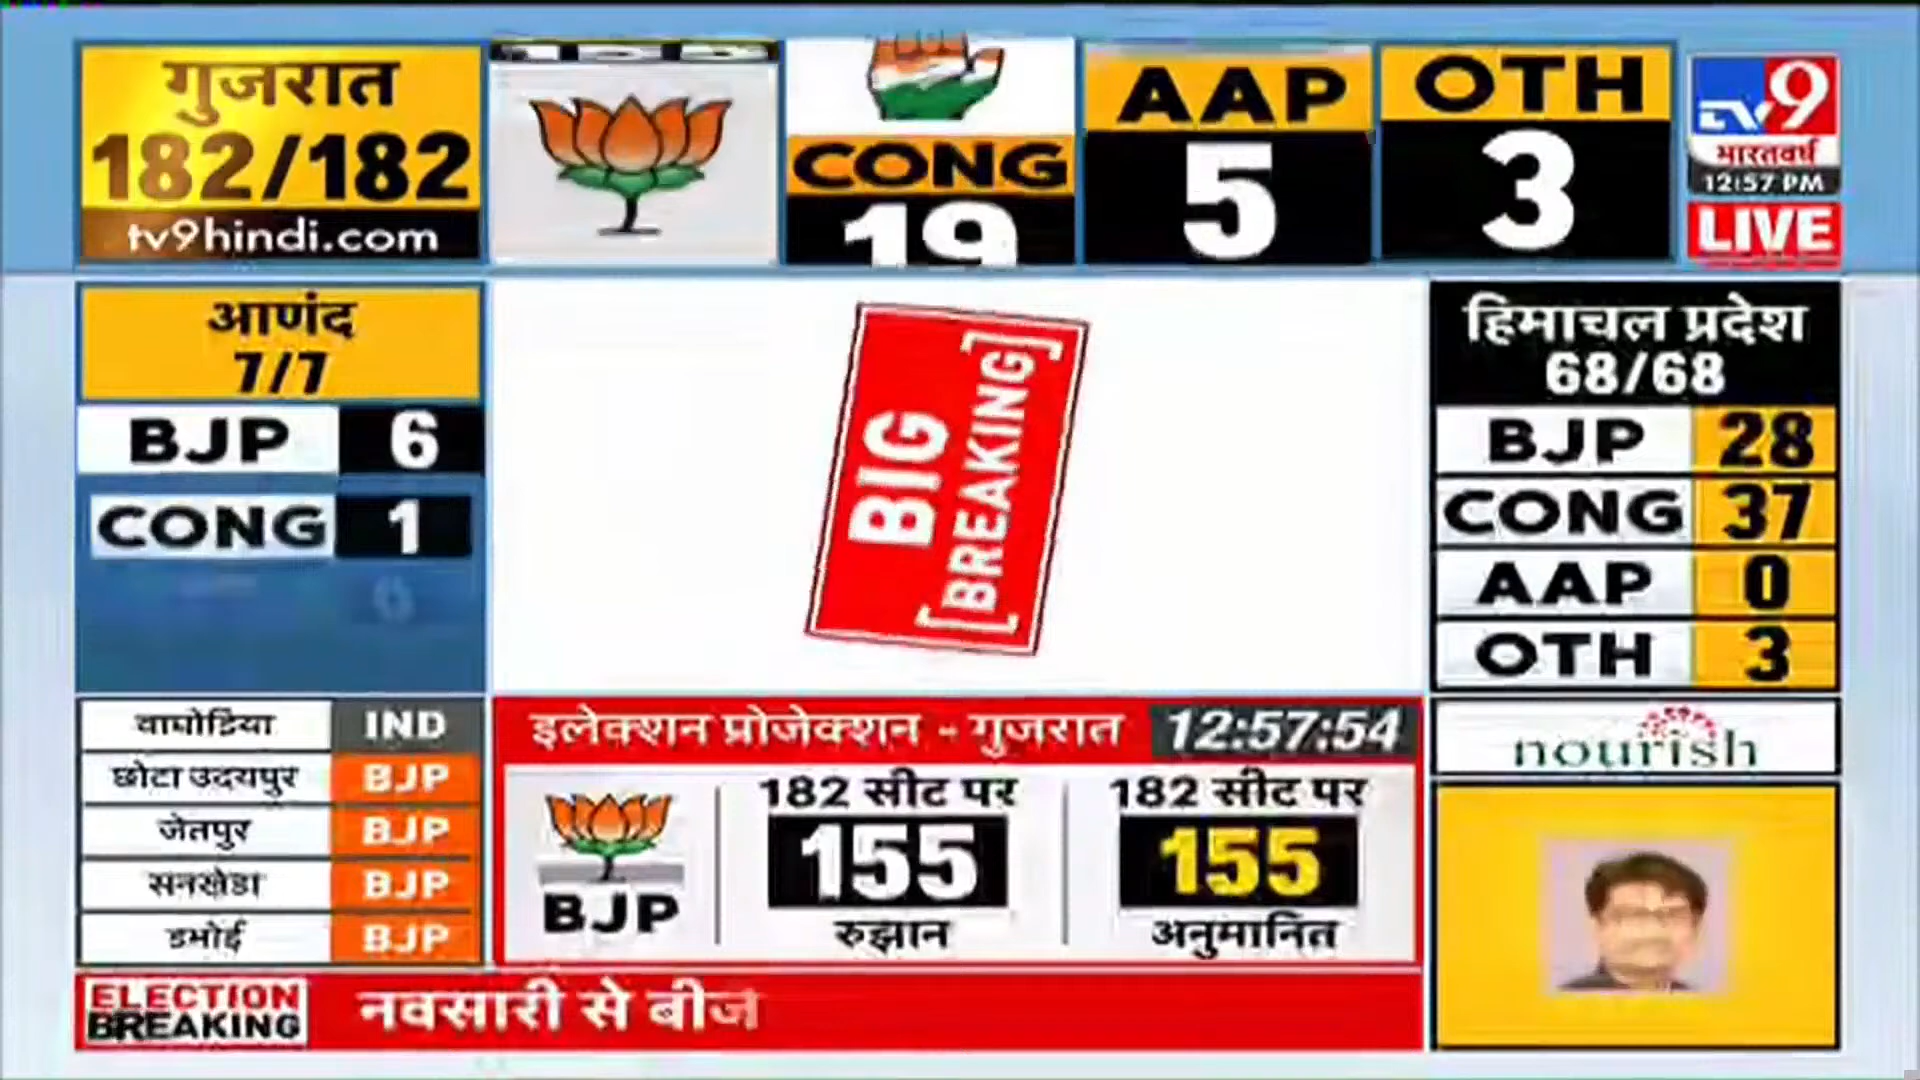 गुजरात
182/182
tv9hindi.com
CONG
19
AAP
5
OTH
3
TV9
भारतवर्ष
12:57 PM
LIVE
आणंद
7/7
BJP 6
CONG 1
हिमाचल प्रदेश
68/68
BJP 28
CONG 37
AAP 0
OTH 3
BIG
[BREAKING]
वाघोडिया IND
छोटा उदयपुर BJP
जेतपुर BJP
सनखेडा BJP
डभोई BJP
इलेक्शन प्रोजेक्शन - गुजरात 12:57:54
BJP
182 सीट पर
155
रुझान
182 सीट पर
155
अनुमानित
nourish
ELECTION
BREAKING
नवसारी से बीज